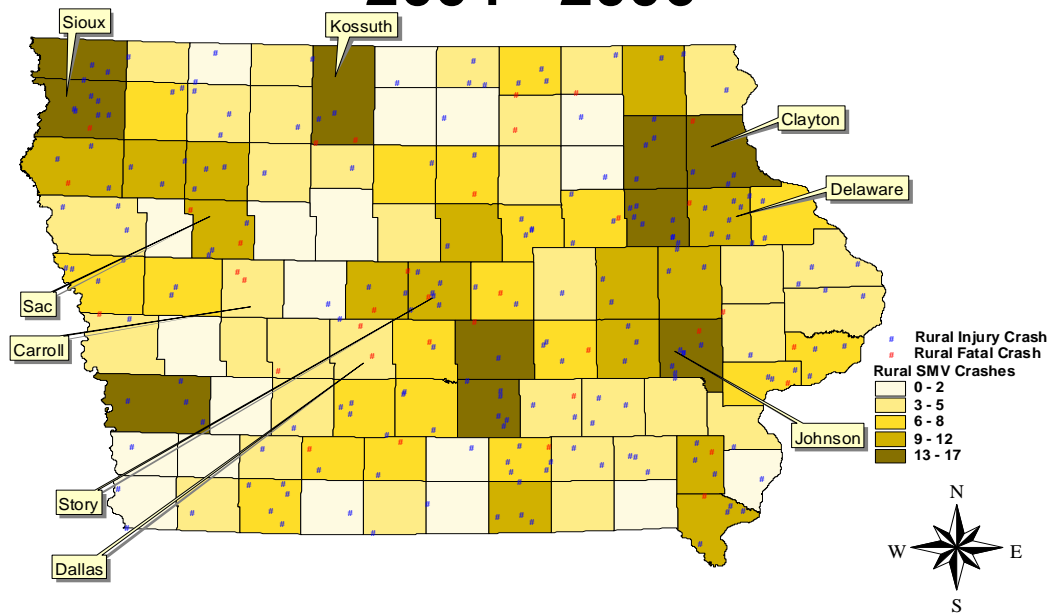 Sioux
Kossuth
Clayton
Delaware
Sac
Carroll
Rural Injury Crash
Rural Fatal Crash
Rural SMV Crashes
0 - 2
3 - 5
6 - 8
9 - 12
13 - 17
Johnson
Story
Dallas
N
W
E
S